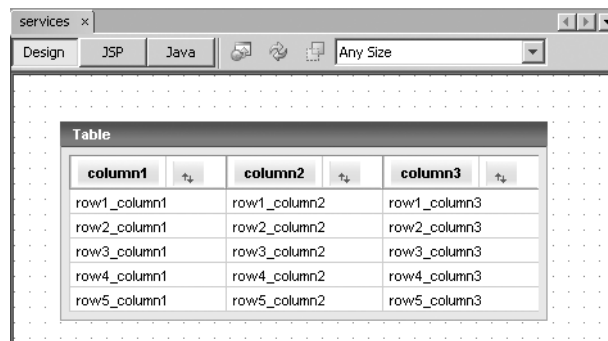 services ×
Design JSP Java Any Size
Table
column1 column2 column3
row1_column1 row1_column2 row1_column3
row2_column1 row2_column2 row2_column3
row3_column1 row3_column2 row3_column3
row4_column1 row4_column2 row4_column3
row5_column1 row5_column2 row5_column3